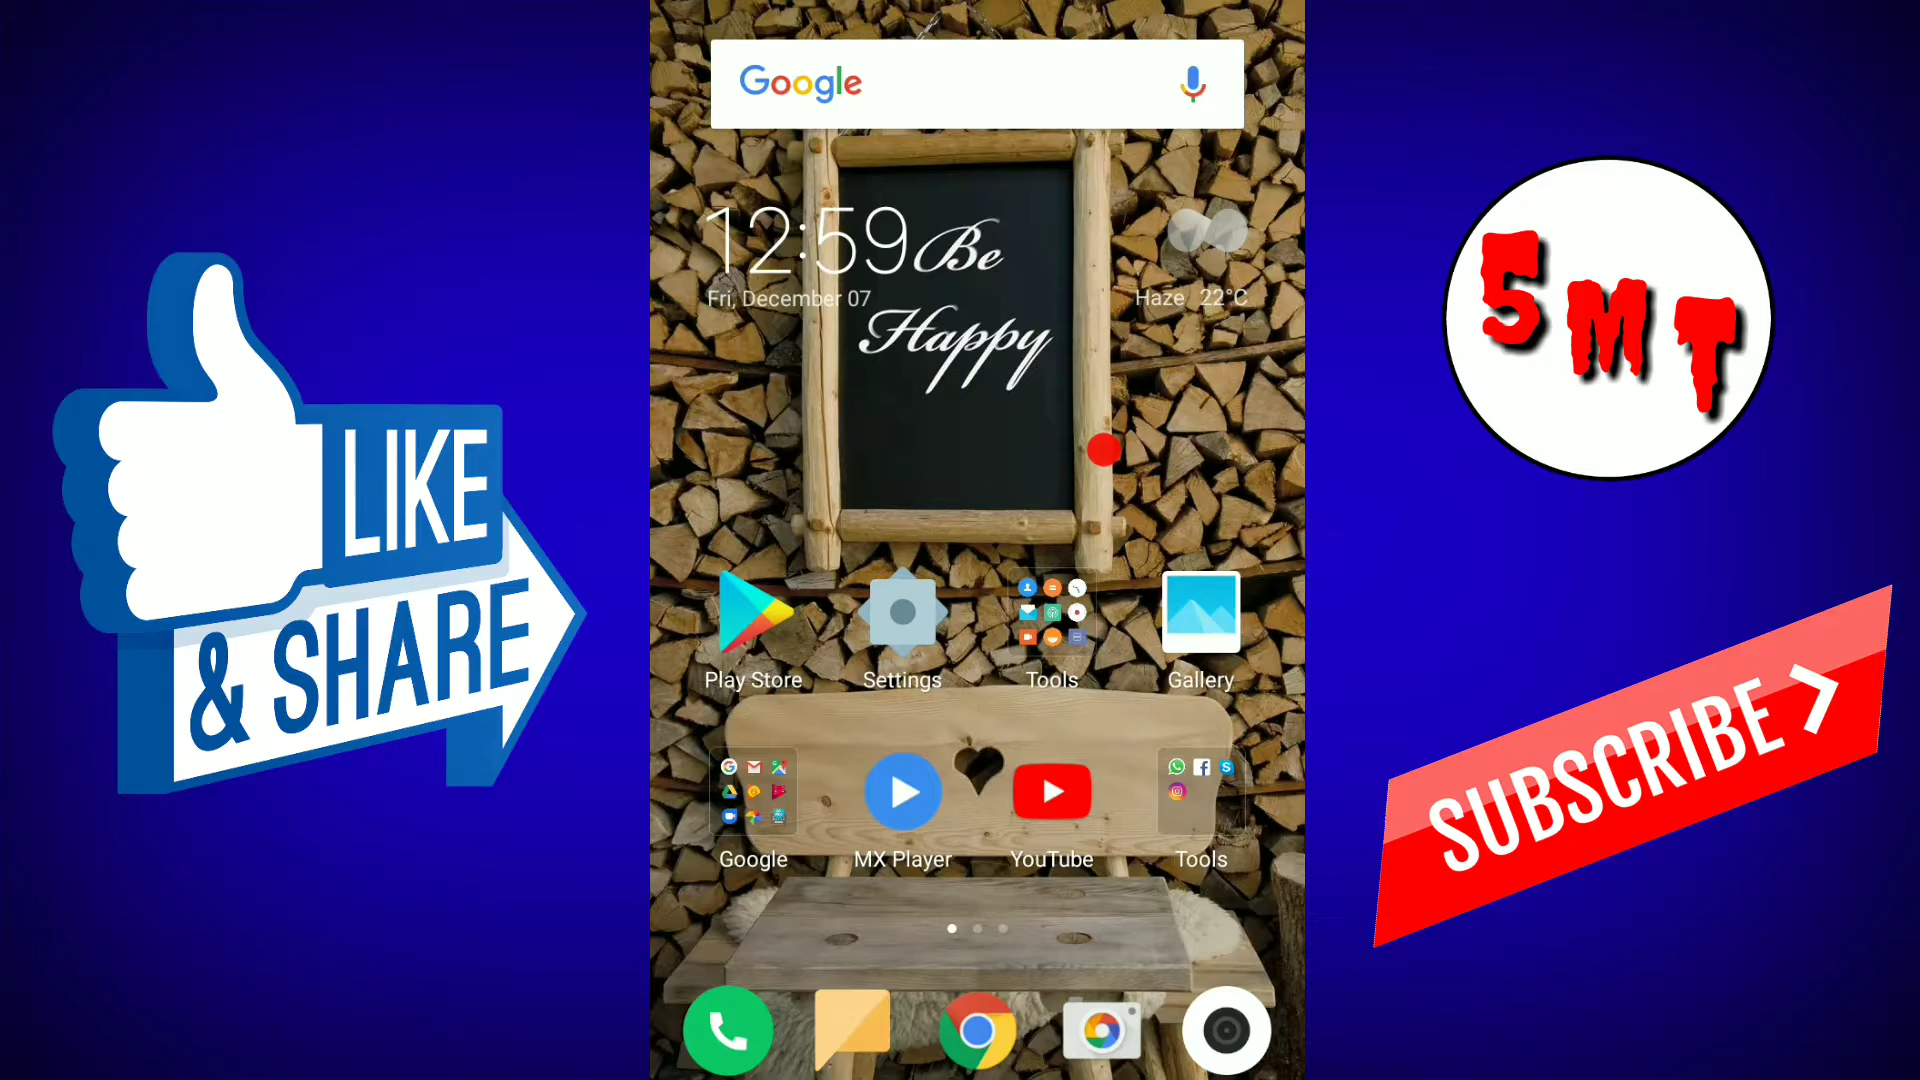 LIKE
& SHARE
Google
12:59
Fri, December 07
Be
Happy
Haze 22°C
Play Store
Settings
Tools
Gallery
Google
MX Player
YouTube
Tools
5MT
SUBSCRIBE